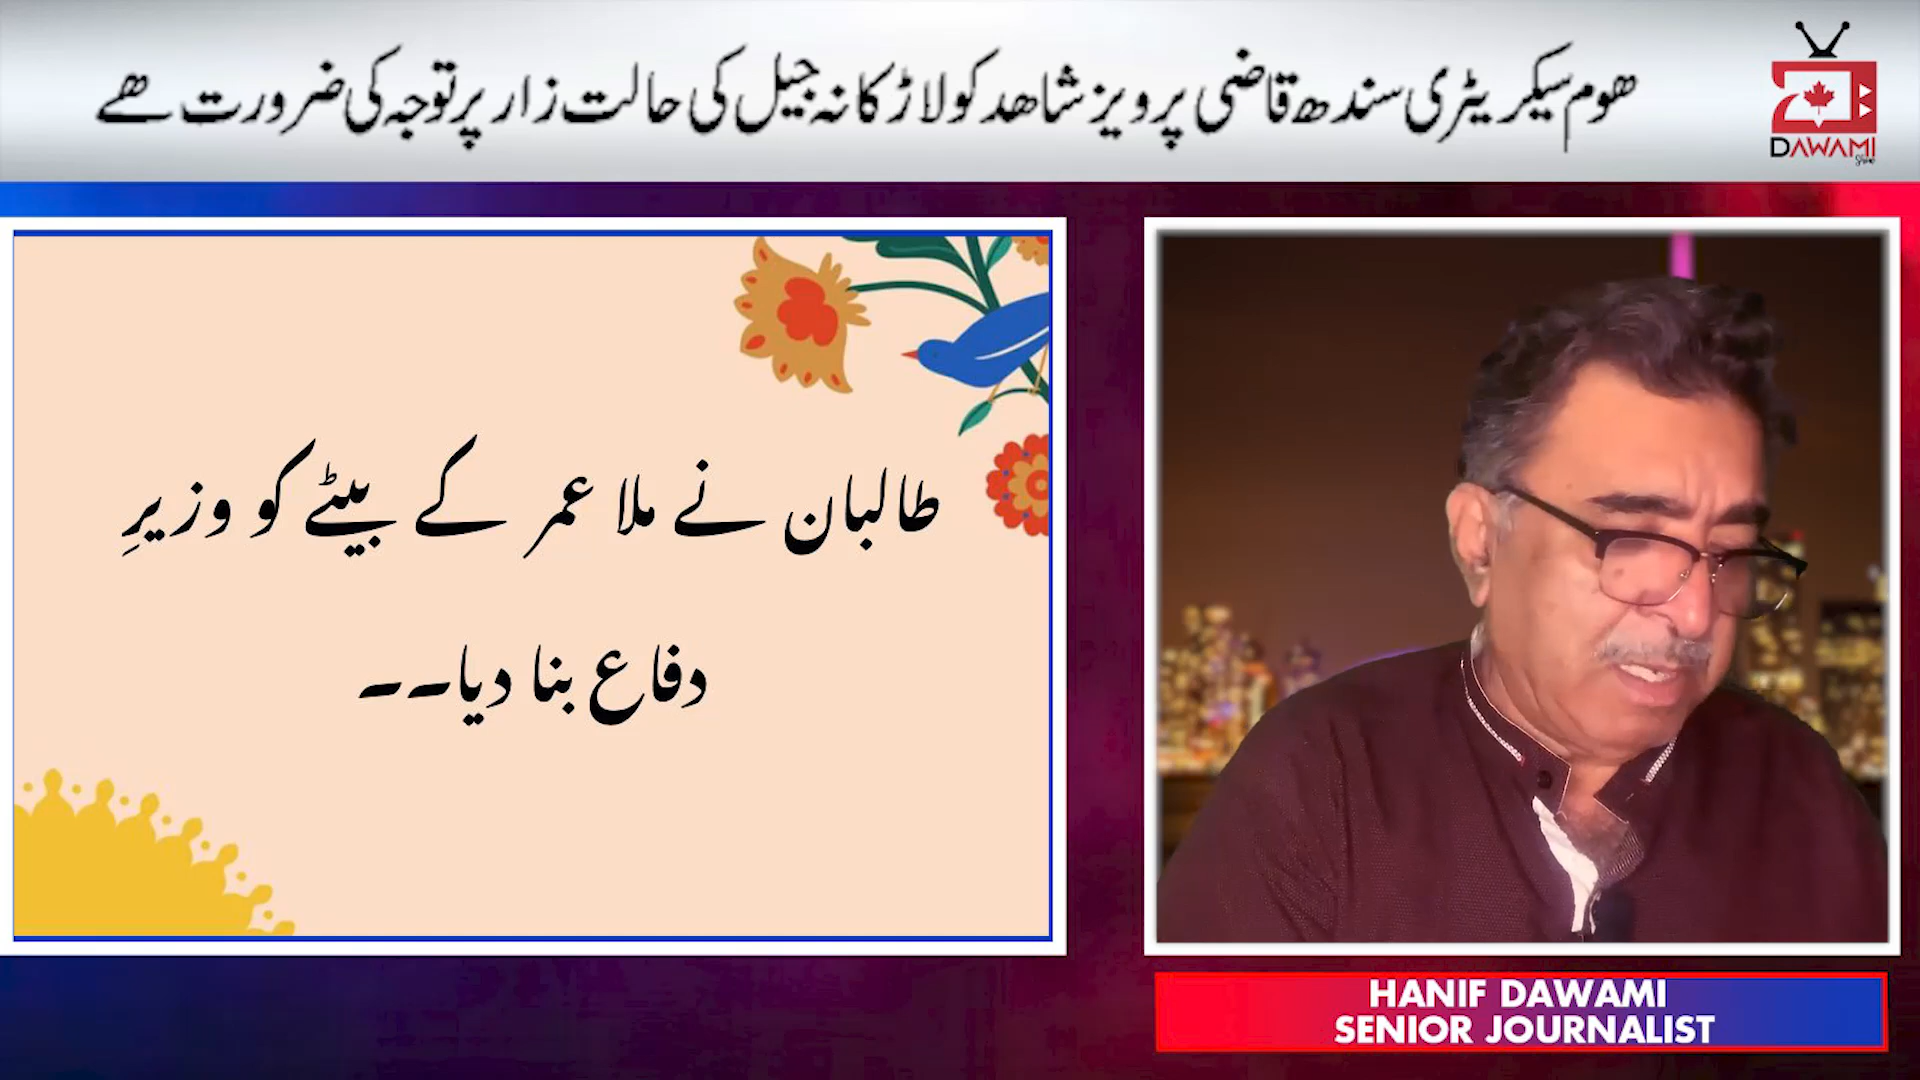 ھوم سیکریٹری سندھ قاضی پرویز شاھد کو لاڑکانہ جیل کی حالت زار پر توجہ کی ضرورت ھے
DAWAMI
Show
طالبان نے ملا عمر کے بیٹے کو وزیرِ
دفاع بنا دیا۔۔
HANIF DAWAMI
SENIOR JOURNALIST